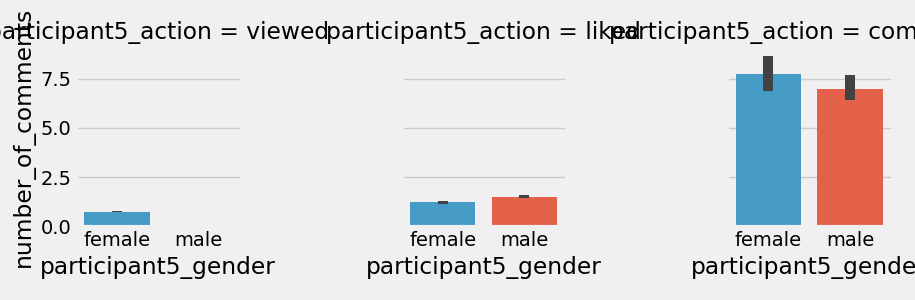 participant5_action = viewed participant5_action = liked participant5_action = com
number_of_comments
7.5
5.0
2.5
0.0
female male female male female male
participant5_gender participant5_gender participant5_gende